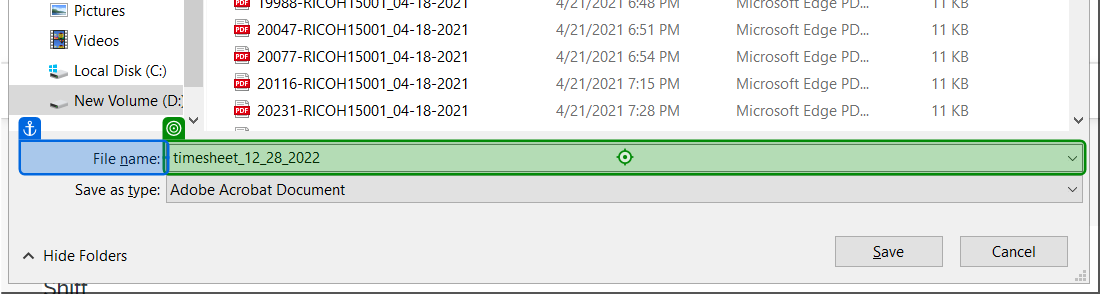 Pictures
Videos
Local Disk (C:)
New Volume (D:)
19988-RICOH15001_04-18-2021 4/21/2021 6:48 PM Microsoft Edge PD... 11 KB
20047-RICOH15001_04-18-2021 4/21/2021 6:51 PM Microsoft Edge PD... 11 KB
20077-RICOH15001_04-18-2021 4/21/2021 6:54 PM Microsoft Edge PD... 11 KB
20116-RICOH15001_04-18-2021 4/21/2021 7:15 PM Microsoft Edge PD... 11 KB
20231-RICOH15001_04-18-2021 4/21/2021 7:28 PM Microsoft Edge PD... 11 KB
File name: timesheet_12_28_2022
Save as type: Adobe Acrobat Document
Hide Folders
Save
Cancel
Shift